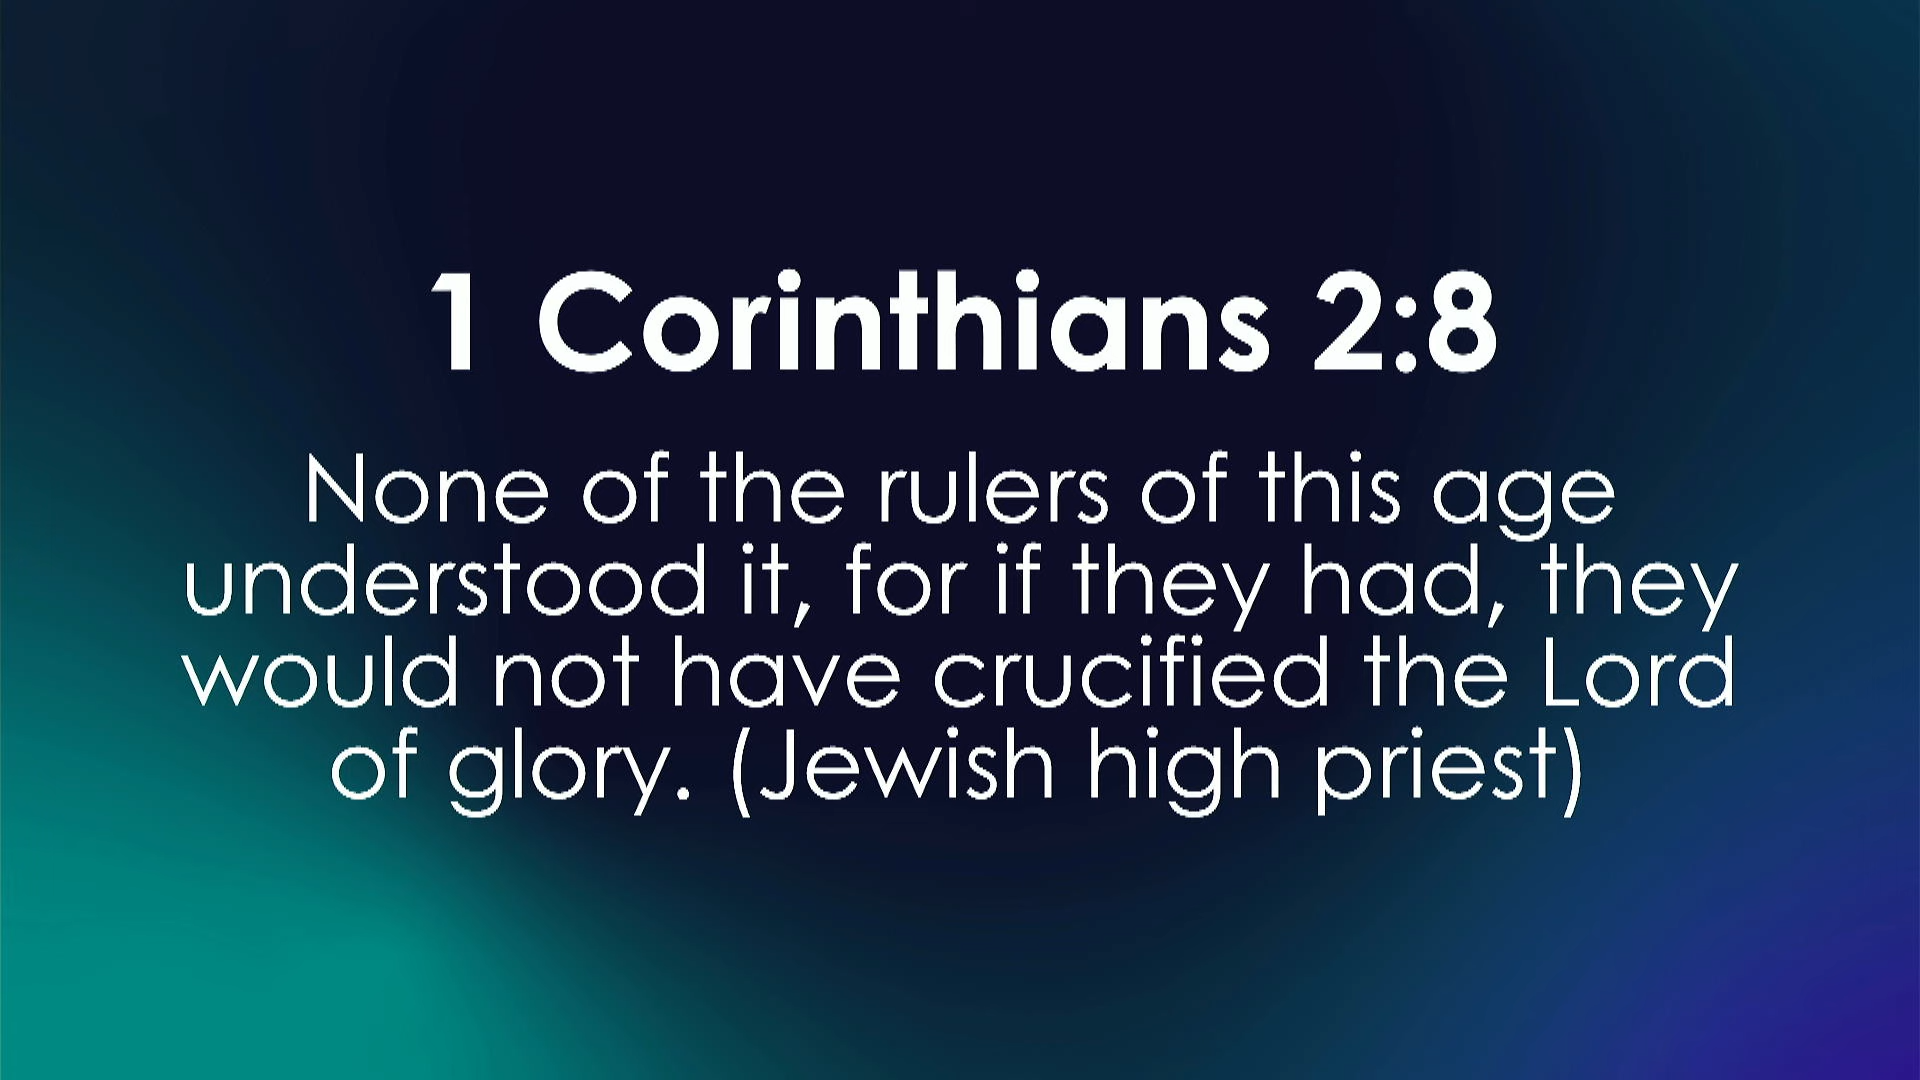 1 Corinthians 2:8
None of the rulers of this age
understood it, for if they had, they
would not have crucified the Lord
of glory. (Jewish high priest)